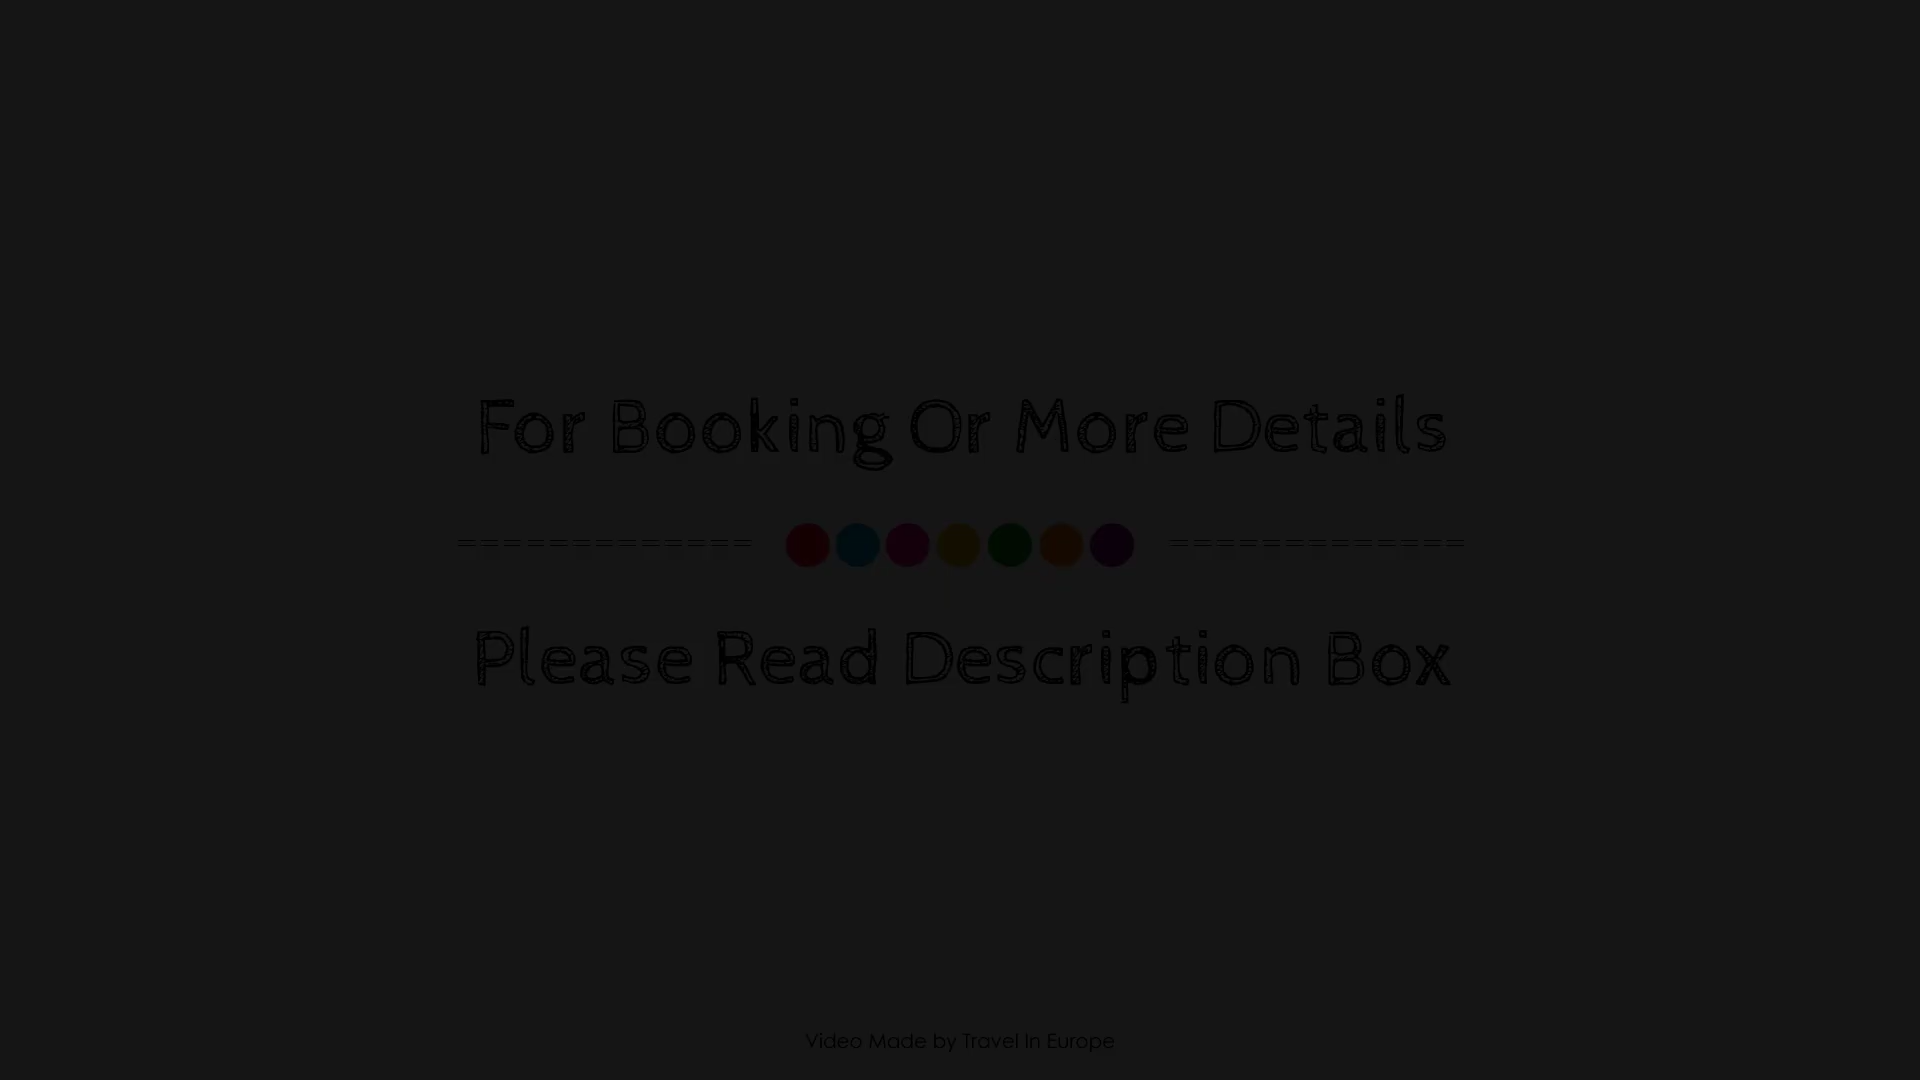 For Booking Or More Details
============= =============
Please Read Description Box
Video Made by Travel In Europe